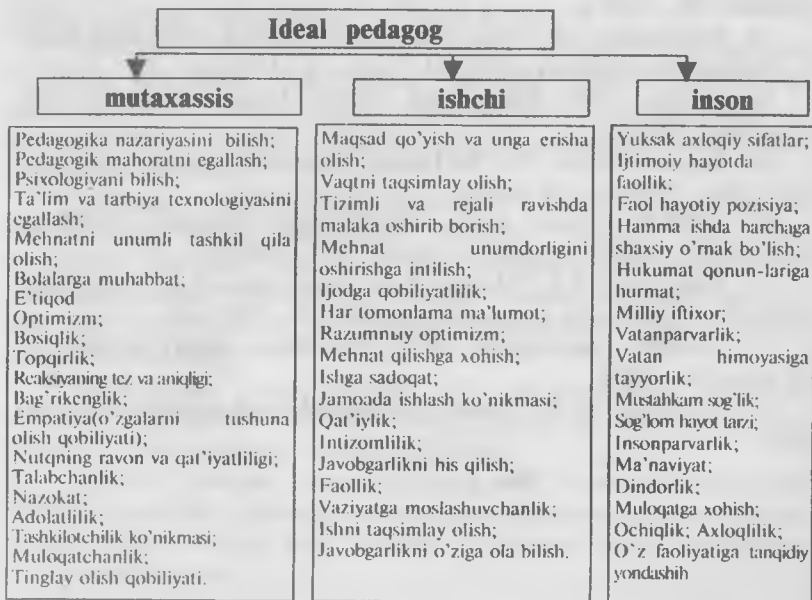 Ideal pedagog
mutaxassis
Pedagogika nazariyasini bilish;
Pedagogik mahoratni egallash;
Psixologiyani bilish;
Ta'lim va tarbiya texnologiyasini
egallash;
Mehnatni unumli tashkil qila
olish;
Bolalarga muhabbat;
E'tiqod
Optimizm;
Bosiqlik;
Topqirlik;
Reaksiyaning tez va aniqligi;
Bag'rikenglik;
Empatiya(o'zgalarni tushuna
olish qobiliyati);
Nutqning ravon va qat'iyatliligi;
Talabchanlik;
Nazokat;
Adolatlilik;
Tashkilotchilik ko'nikmasi;
Muloqatchanlik;
Tinglay olish qobiliyati.
ishchi
Maqsad qo'yish va unga erisha
olish;
Vaqtni taqsimlay olish;
Tizimli va rejali ravishda
malaka oshirib borish;
Mehnat unumdorligini
oshirishga intilish;
Ijodga qobiliyatlilik;
Har tomonlama ma'lumot;
Razumnыy optimizm;
Mehnat qilishga xohish;
Ishga sadoqat;
Jamoada ishlash ko'nikmasi;
Qat'iylik;
Intizomlilik;
Javobgarlikni his qilish;
Faollik;
Vaziyatga moslashuvchanlik;
Ishni taqsimlay olish;
Javobgarlikni o'ziga ola bilish.
inson
Yuksak axloqiy sifatlar;
Ijtimoiy hayotda
faollik;
Faol hayotiy pozisiya;
Hamma ishda barchaga
shaxsiy o'rnak bo'lish;
Hukumat qonun-lariga
hurmat;
Milliy iftixor;
Vatanparvarlik;
Vatan himoyasiga
tayyorlik;
Mustahkam sog'lik;
Sog'lom hayot tarzi;
Insonparvarlik;
Ma'naviyat;
Dindorlik;
Muloqatga xohish;
Ochiqlik; Axloqlilik;
O'z faoliyatiga tanqidiy
yondashih